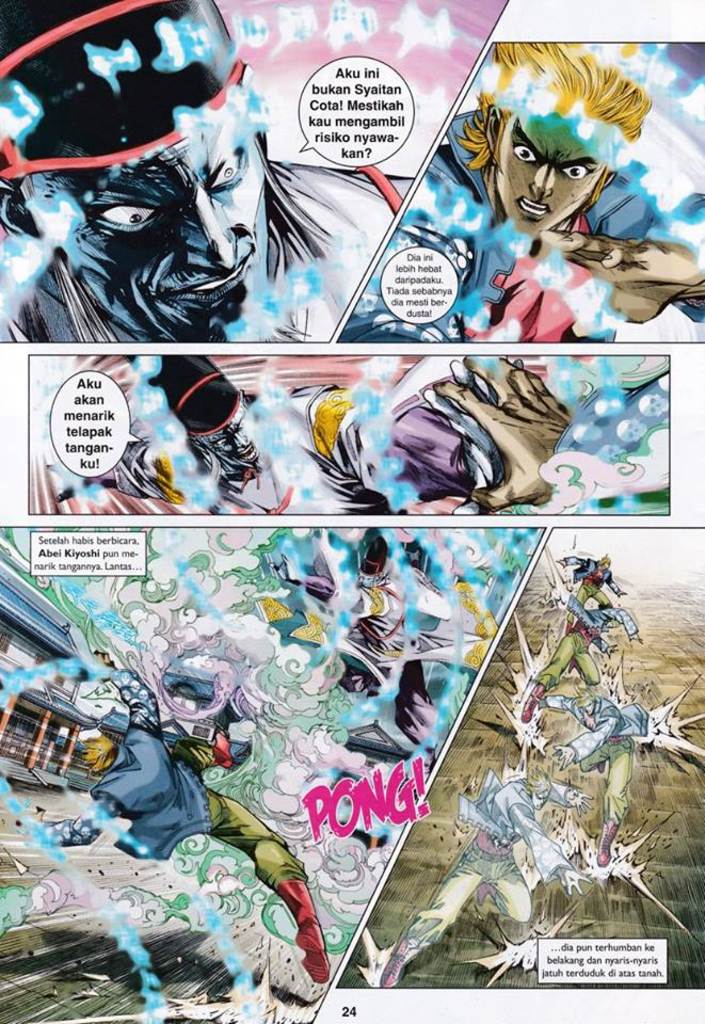 Aku ini
bukan Syaitan
Cota! Mestikah
kau mengambil
risiko nyawa-
kan?
Dia ini
lebih hebat
daripadaku.
Tiada sebabnya
dia mesti ber-
dusta!
Aku
akan
menarik
telapak
tangan-
ku!
Setelah habis berbicara,
Abei Kiyoshi pun me-
narik tangannya. Lantas...
PONG!
...dia pun terhumban ke
belakang dan nyaris-nyaris
jatuh terduduk di atas tanah.
24